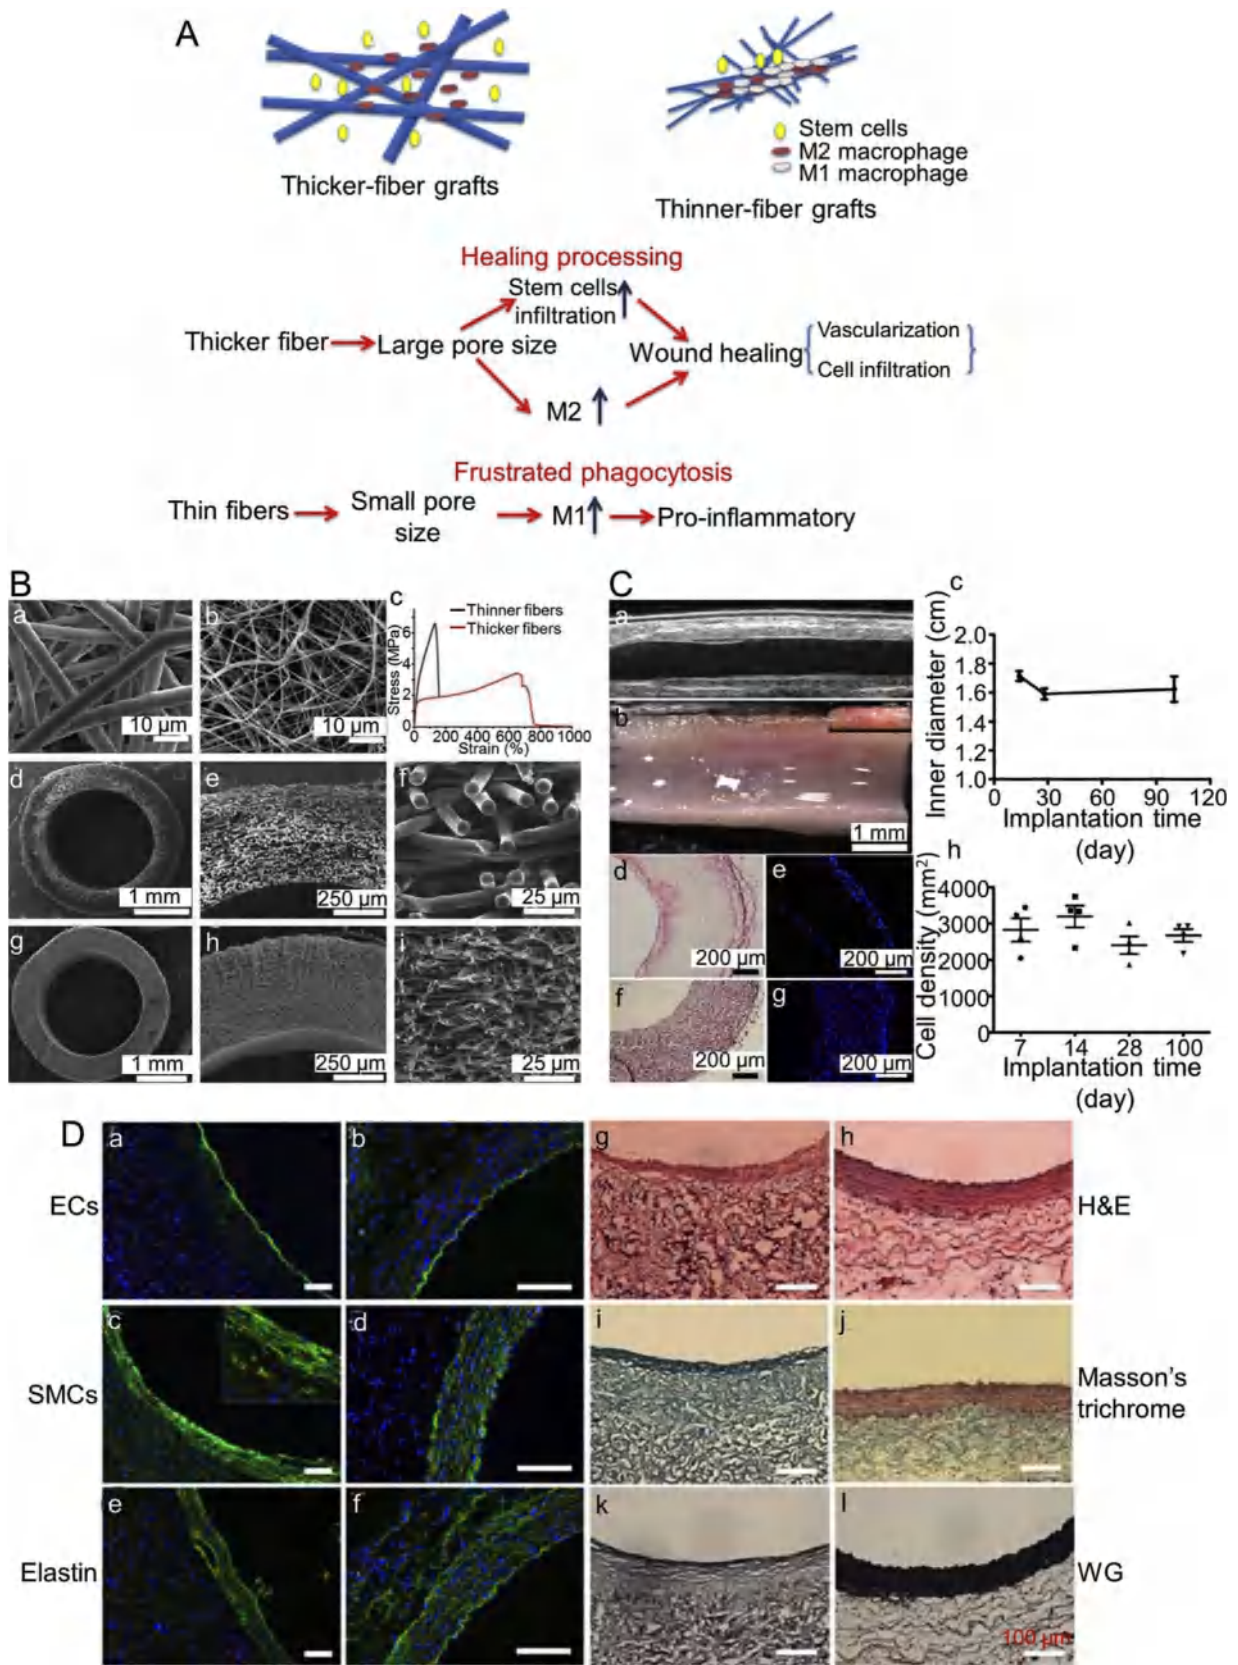 A
Stem cells
M2 macrophage
M1 macrophage
Thicker-fiber grafts
Thinner-fiber grafts
Healing processing
Stem cells
infiltration
Thicker fiber
Large pore size
Wound healing
Vascularization
Cell infiltration
M2
Frustrated phagocytosis
Thin fibers
Small pore
size
M1
Pro-inflammatory
B
a
10 µm
b
10 µm
c
Thinner fibers
Thicker fibers
Stress (MPa)
6
4
2
0
0 200 400 600 800 1000
Strain (%)
d
1 mm
e
250 µm
f
25 µm
g
1 mm
h
250 µm
i
25 µm
C
a
b
1 mm
c
Inner diameter (cm)
2.0
1.8
1.6
1.4
1.2
1.0
0 30 60 90 120
Implantation time
(day)
d
200 µm
e
200 µm
f
200 µm
g
200 µm
h
Cell density (mm²)
4000
3000
2000
1000
0
7 14 28 100
Implantation time
(day)
D
a
b
g
h
ECs
H&E
c
d
i
j
SMCs
Masson's
trichrome
e
f
k
l
Elastin
WG
100 µm